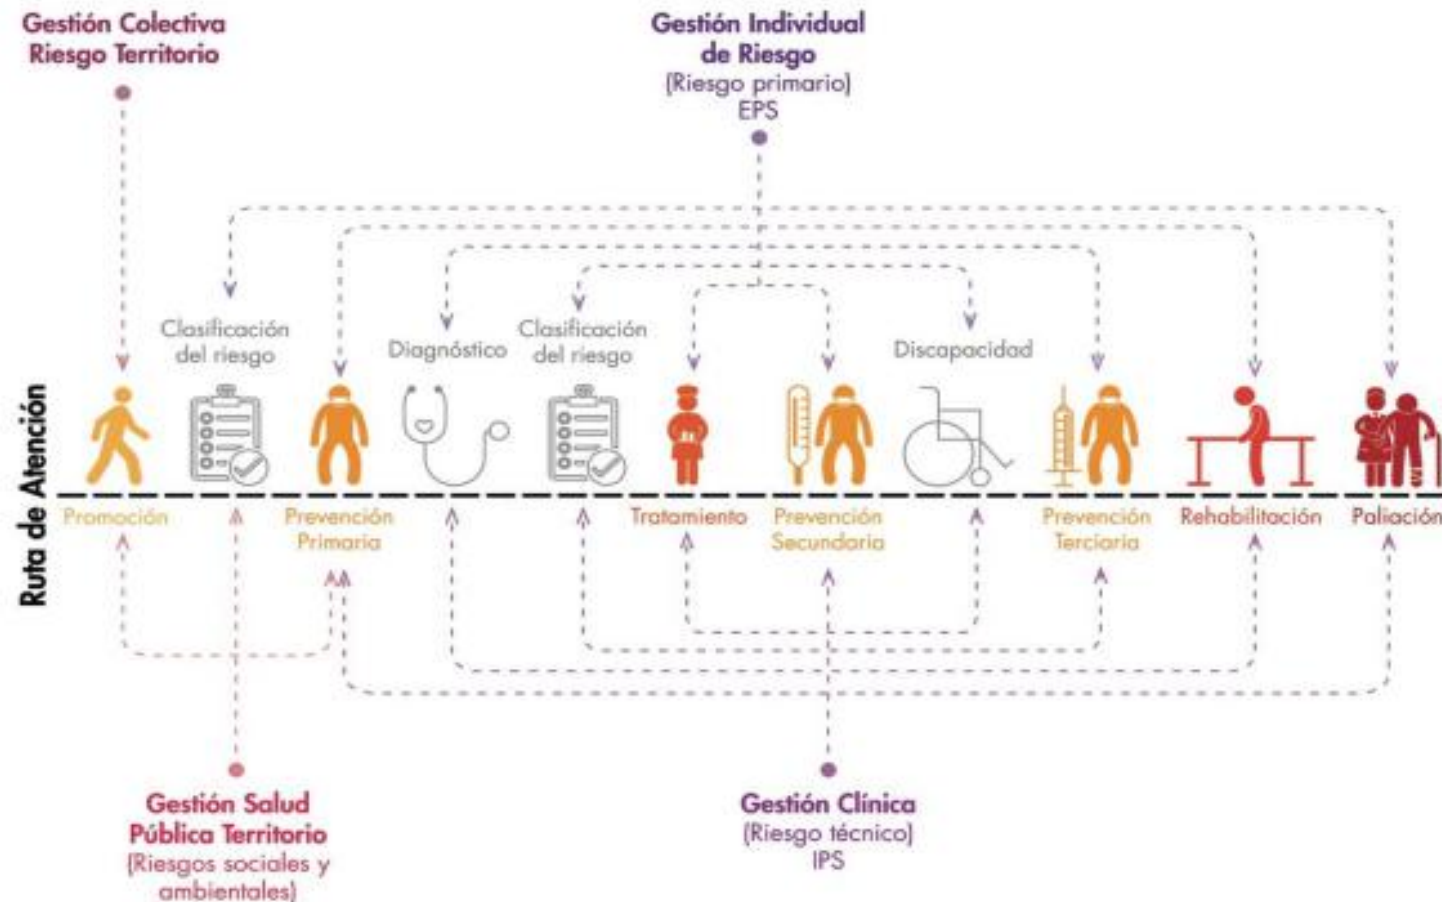 Gestión Colectiva
Riesgo Territorio
Gestión Individual
de Riesgo
(Riesgo primario)
EPS
Clasificación
del riesgo
Diagnóstico
Clasificación
del riesgo
Discapacidad
Ruta de Atención
Promoción
Prevención
Primaria
Tratamiento
Prevención
Secundaria
Prevención
Terciaria
Rehabilitación
Paliación
Gestión Salud
Pública Territorio
(Riesgos sociales y
ambientales)
Gestión Clínica
(Riesgo técnico)
IPS